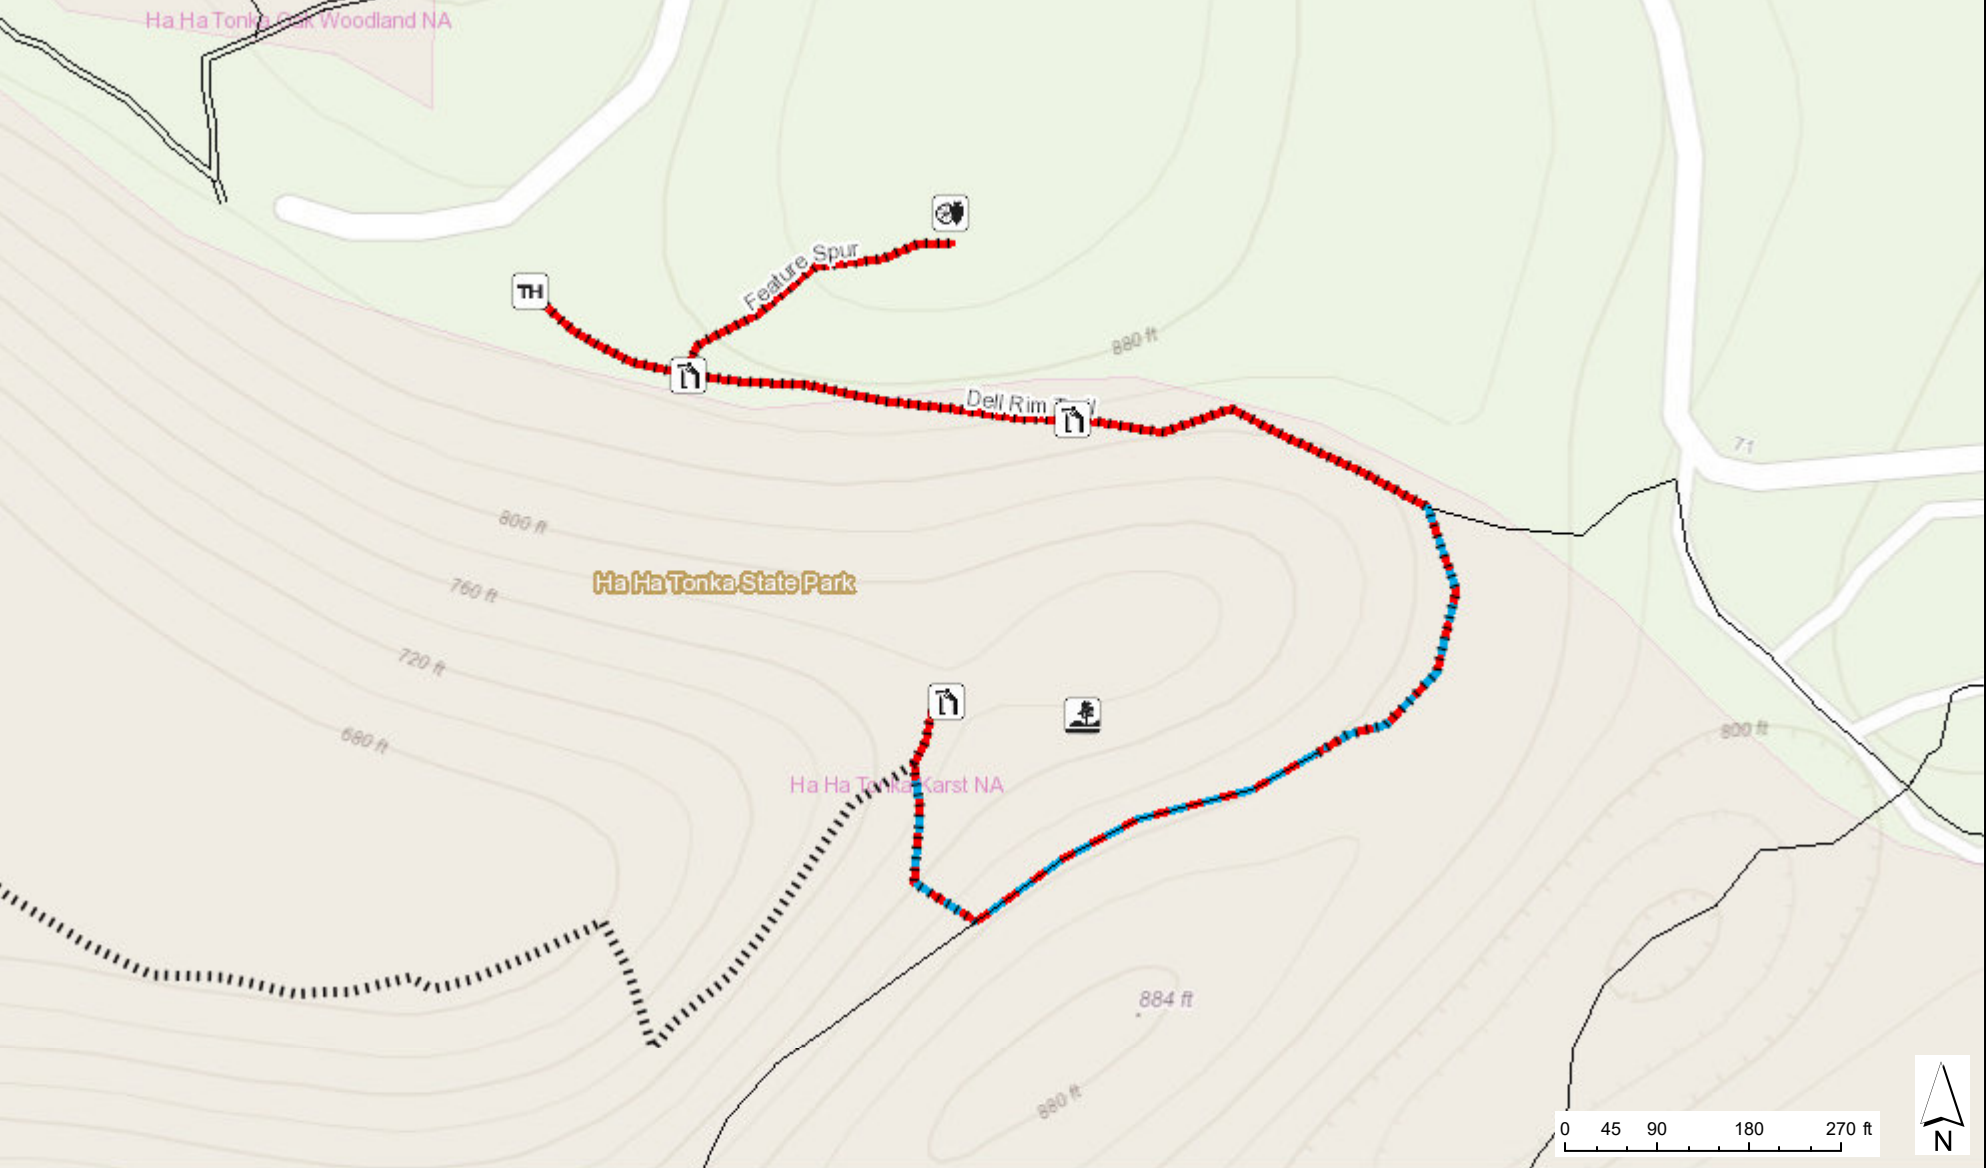 Ha Ha Tonka Oak Woodland NA
Feature Spur
TH
880 ft
Dell Rim Trail
71
800 ft
Ha Ha Tonka State Park
760 ft
720 ft
680 ft
800 ft
Ha Ha Tonka Karst NA
884 ft
880 ft
0 45 90 180 270 ft
N